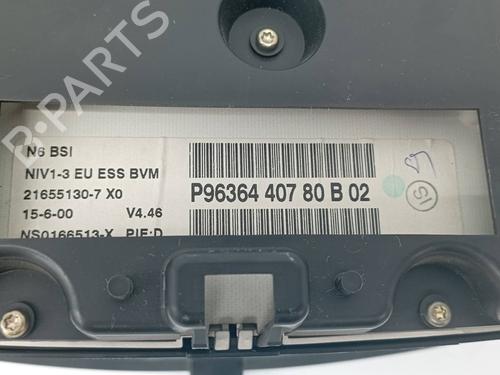 B-PARTS
N6 BSI
NIV1-3 EU ESS BVM
21655130-7 X0
15-6-00 V4.46
NS0166513-X PIE:D
P96364 407 80 B 02
SI